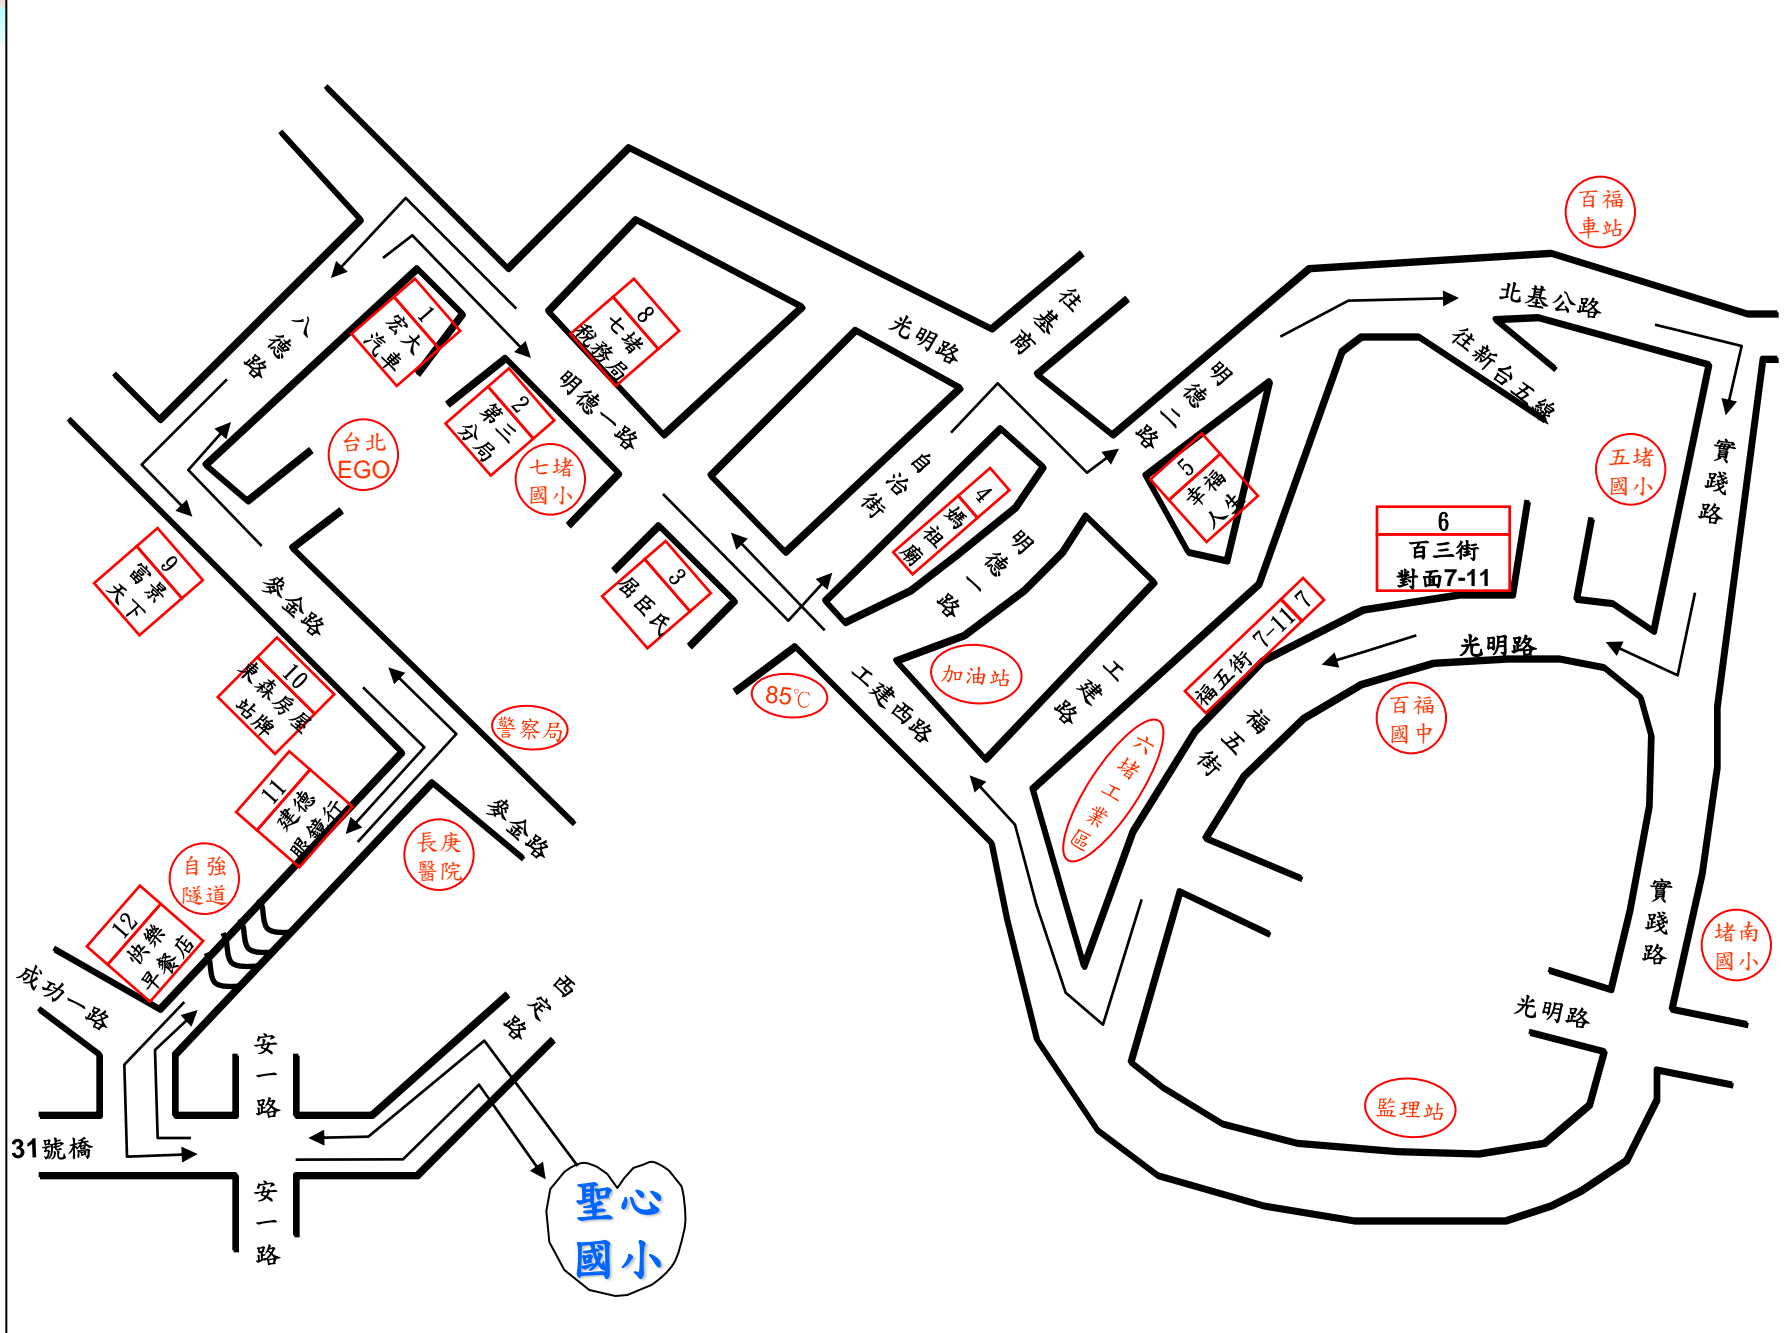 百福
車站
北基公路
往新台五線
往
基
商
光明路
明
德
二
路
八
德
路
1
宏大
汽車
8
七堵
稅務局
2
第三
分局
明德一路
台北
EGO
七堵
國小
自
治
街
4
媽
祖
廟
明
德
一
路
5
幸福
人生
五堵
國小
實
踐
路
6
百三街
對面7-11
9
富景
天下
麥金路
3
屈臣氏
85℃
工建西路
加油站
工
建
路
福五街 7-11 7
光明路
百福
國中
福
五
街
六
堵
工
業
區
10
東森房屋
站牌
警察局
11
建德
眼鏡行
麥金路
長庚
醫院
自強
隧道
12
快樂
早餐店
成功一路
西
定
路
安
一
路
31號橋
安
一
路
聖心
國小
實
踐
路
堵南
國小
光明路
監理站